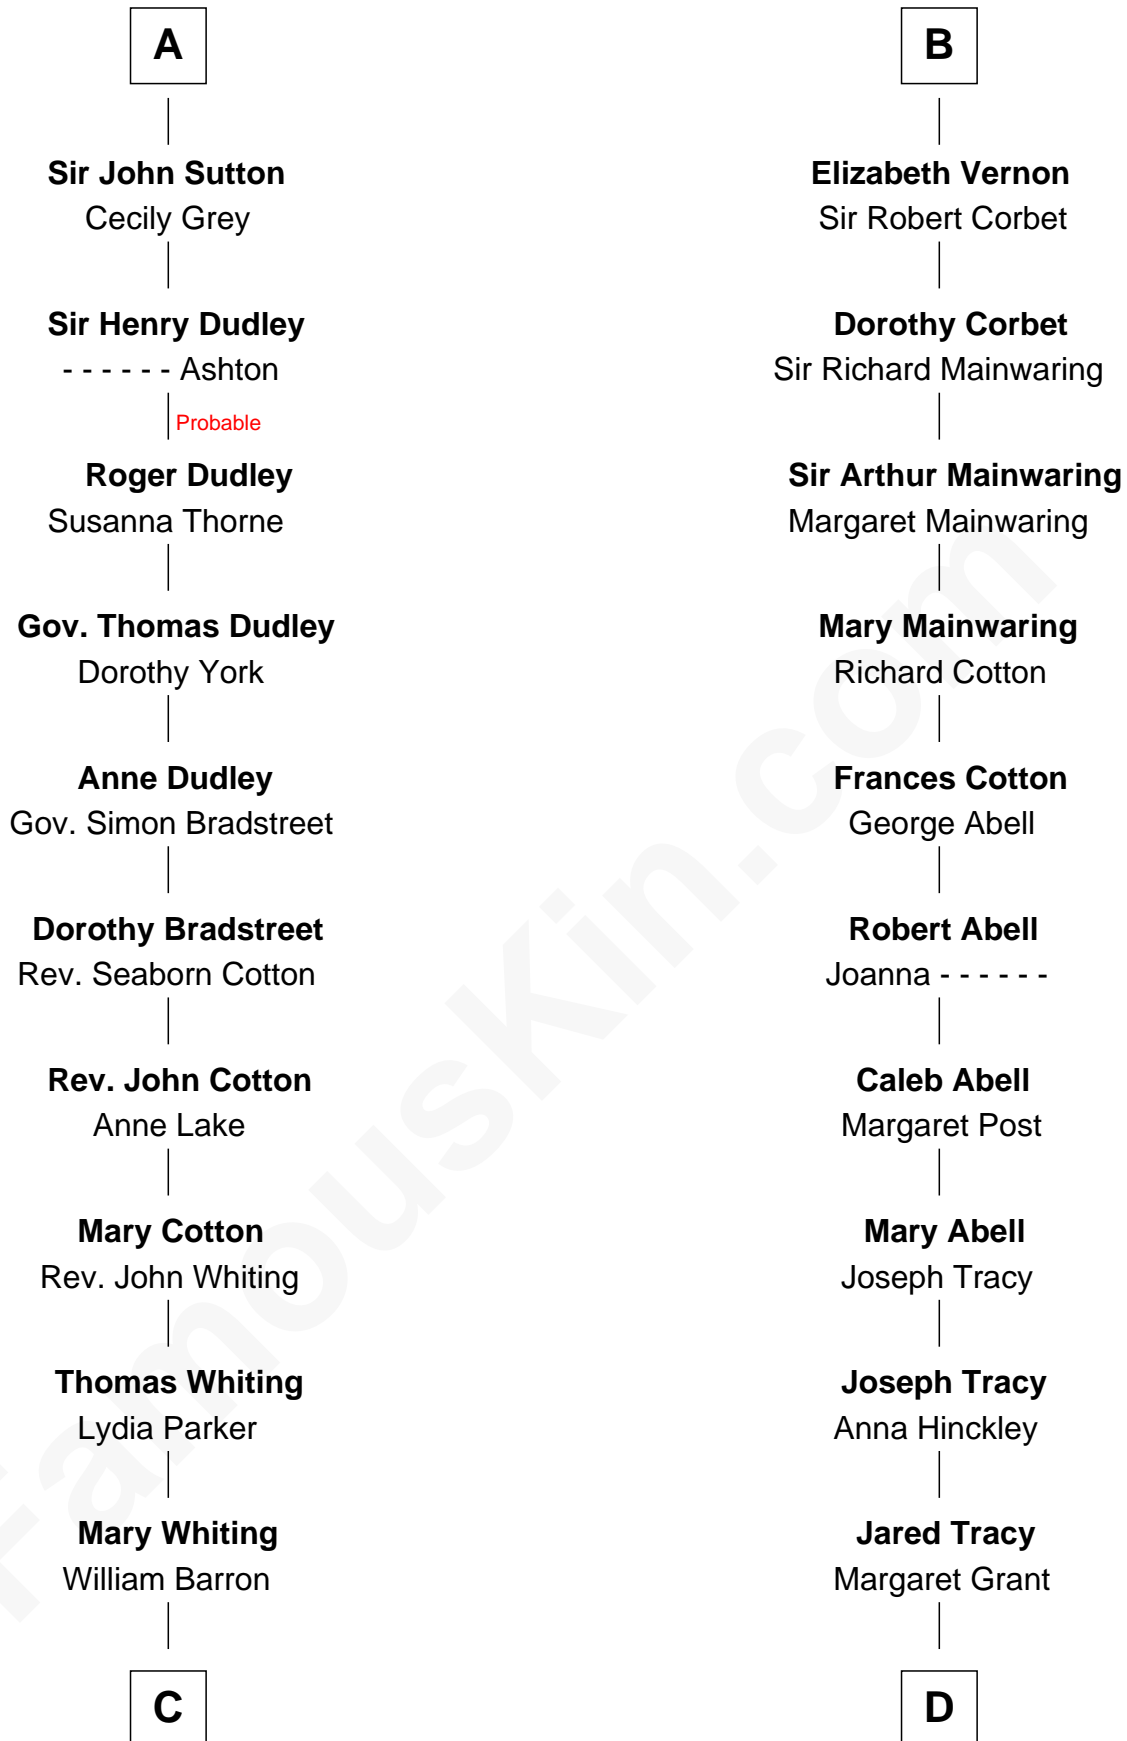 A
Sir John Sutton
Cecily Grey
Sir Henry Dudley
- - - - - - Ashton
Probable
Roger Dudley
Susanna Thorne
Gov. Thomas Dudley
Dorothy York
Anne Dudley
Gov. Simon Bradstreet
Dorothy Bradstreet
Rev. Seaborn Cotton
Rev. John Cotton
Anne Lake
Mary Cotton
Rev. John Whiting
Thomas Whiting
Lydia Parker
Mary Whiting
William Barron
C
B
Elizabeth Vernon
Sir Robert Corbet
Dorothy Corbet
Sir Richard Mainwaring
Sir Arthur Mainwaring
Margaret Mainwaring
Mary Mainwaring
Richard Cotton
Frances Cotton
George Abell
Robert Abell
Joanna - - - - - -
Caleb Abell
Margaret Post
Mary Abell
Joseph Tracy
Joseph Tracy
Anna Hinckley
Jared Tracy
Margaret Grant
D
FamousKin.com